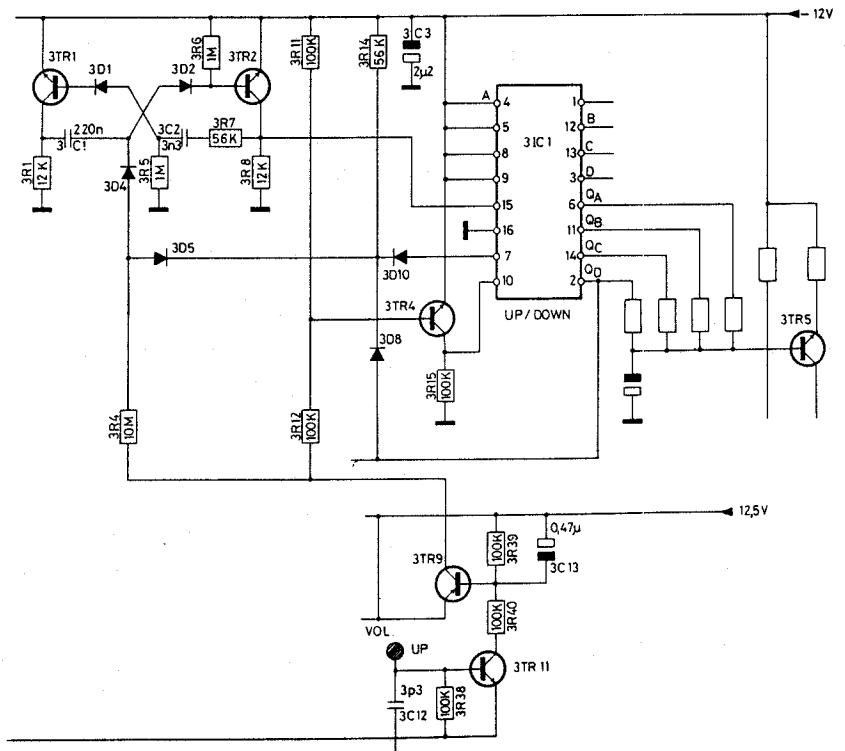 - 12V
3R6
1M
3R11
100K
3R14
56K
3C3
2µ2
3TR1
3D1
3D2
3TR2
220n
3C1
3C2
3n3
3R7
56K
3R1
12K
3D4
3R5
1M
3R8
12K
A
4
5
8
9
15
16
7
10
3IC1
1
12
B
13
C
3
D
6
QA
11
QB
14
QC
2
QD
UP/DOWN
3D5
3D10
3TR4
3D8
3TR5
3R15
100K
3R4
10M
3R12
100K
12,5V
0,47µ
100K
3R39
3C13
3TR9
100K
3R40
VOL.
UP
3TR11
3p3
3C12
100K
3R38